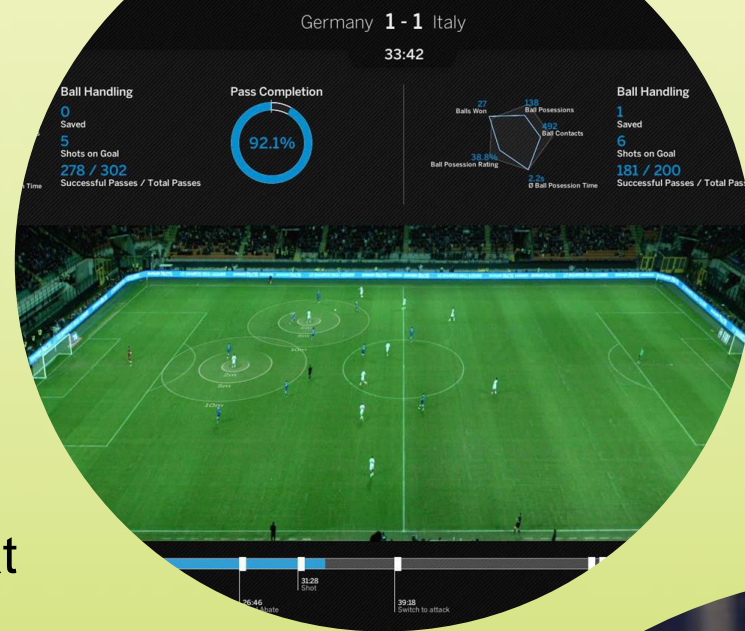 Germany 1 - 1 Italy
33:42
Ball Handling
0
Saved
5
Shots on Goal
278 / 302
Successful Passes / Total Passes
Time
Pass Completion
92.1%
27
Balls Won
138
Ball Posessions
492
Ball Contacts
38.8%
Ball Posession Rating
2.2s
Ø Ball Posession Time
Ball Handling
1
Saved
6
Shots on Goal
181 / 200
Successful Passes / Total Pas
5m
10m
26:46
Abate
31:28
Shot
39:18
Switch to attack